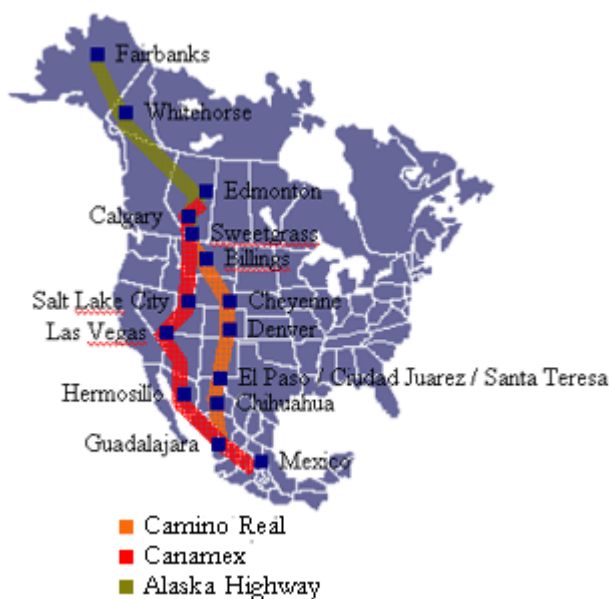 Fairbanks
Whitehorse
Edmonton
Calgary
Sweetgrass
Billings
Salt Lake City
Cheyenne
Las Vegas
Denver
El Paso / Ciudad Juarez / Santa Teresa
Hermosillo
Chihuahua
Guadalajara
Mexico
Camino Reál
Canamex
Alaska Highway